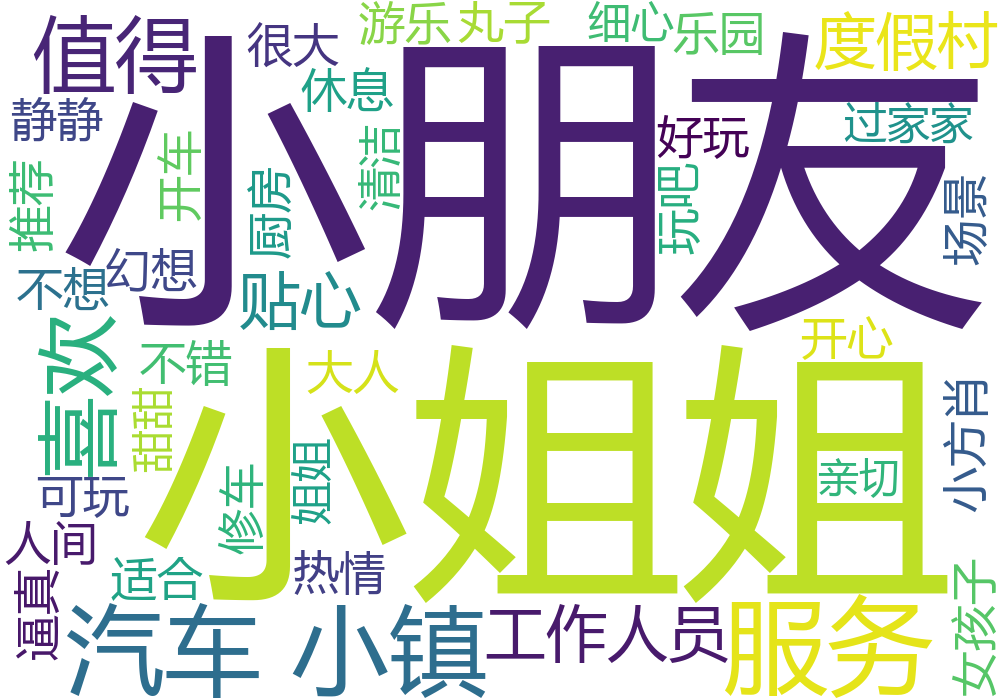 小朋友
小姐姐
值得
很大
游乐
丸子
细心
乐园
度假村
静静
休息
清洁
好玩
过家家
推荐
开车
厨房
玩吧
场景
不想
幻想
贴心
喜欢
不错
大人
开心
甜甜
修车
姐姐
亲切
小方肖
可玩
人间
适合
热情
逼真
汽车
小镇
工作人员
服务
女孩子